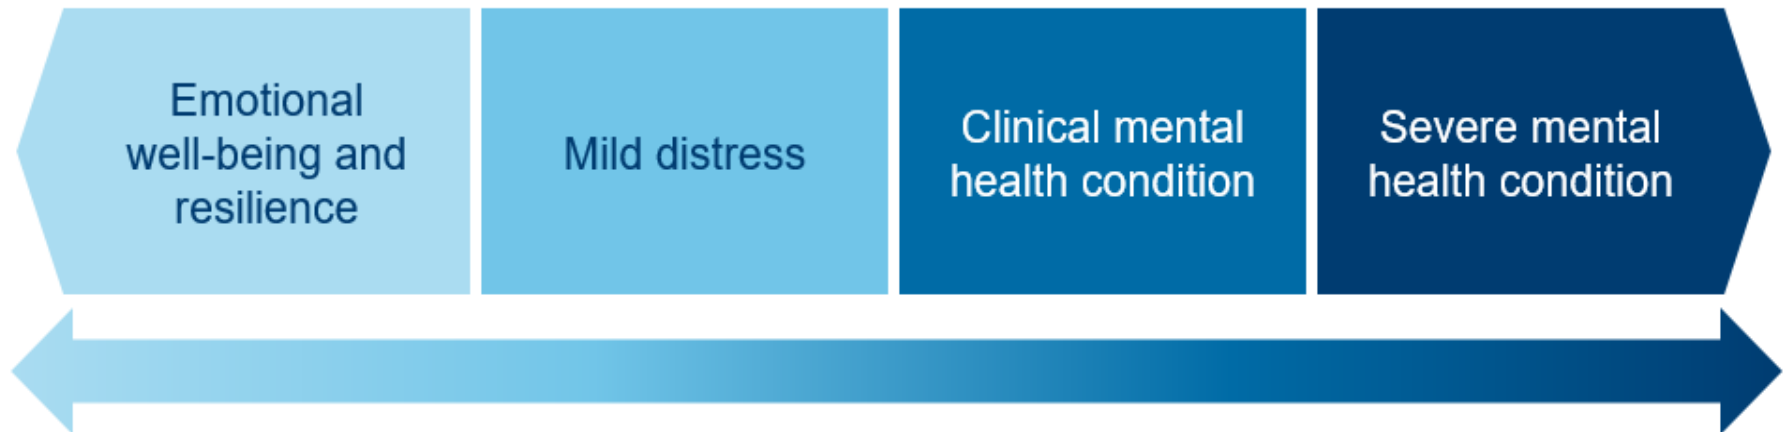 Emotional
well-being and
resilience
Mild distress
Clinical mental
health condition
Severe mental
health condition